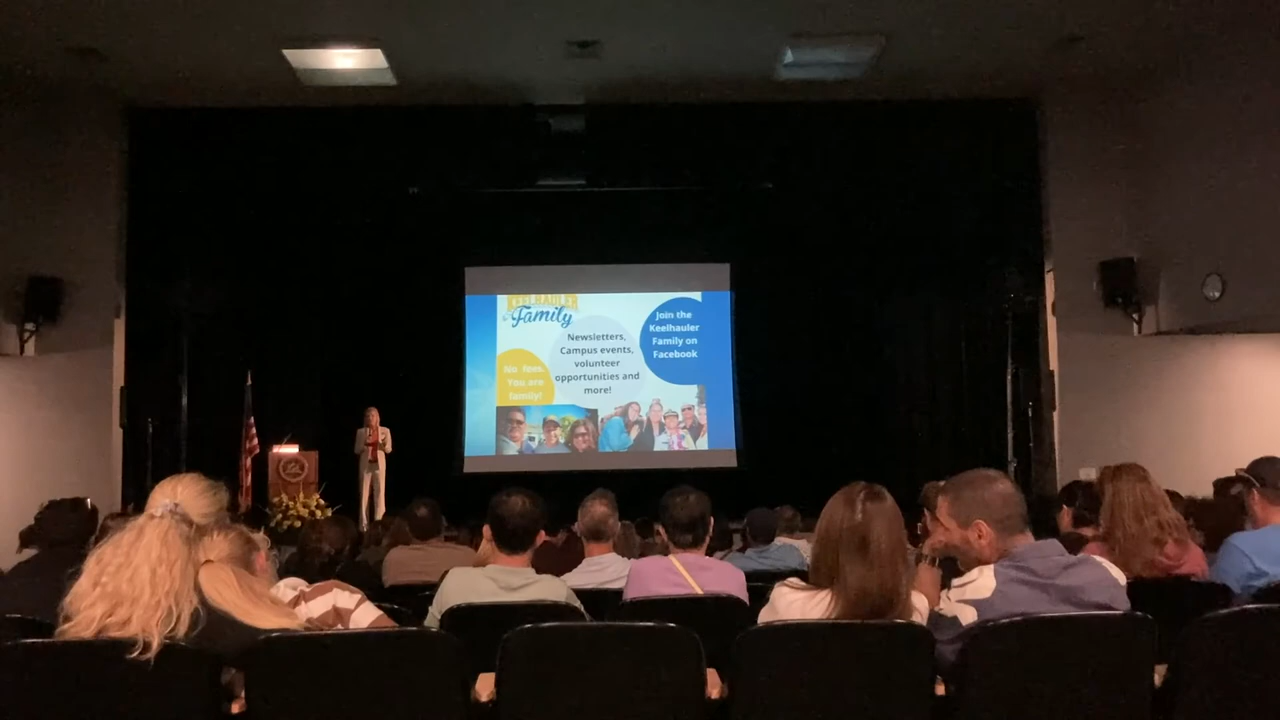 KEELHAULER
Family
Join the
Keelhauler
Family on
Facebook
Newsletters,
Campus events,
volunteer
opportunities and
more!
No fees.
You are
family!